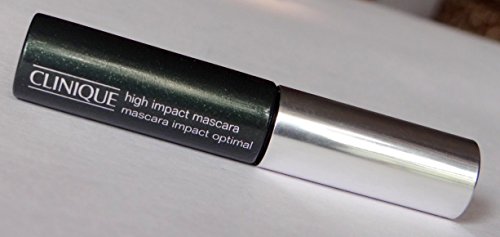 CLINIQUE
high impact mascara
mascara impact optimal